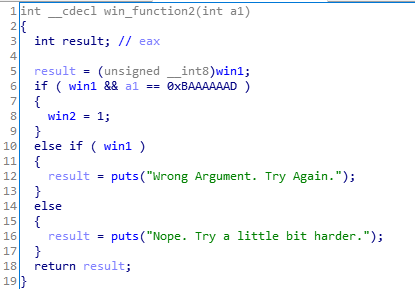 1 int __cdecl win_function2(int a1)
2 {
3   int result; // eax
4
5   result = (unsigned __int8)win1;
6   if ( win1 && a1 == 0xBAAAAAAD )
7   {
8     win2 = 1;
9   }
10   else if ( win1 )
11   {
12     result = puts("Wrong Argument. Try Again.");
13   }
14   else
15   {
16     result = puts("Nope. Try a little bit harder.");
17   }
18   return result;
19 }